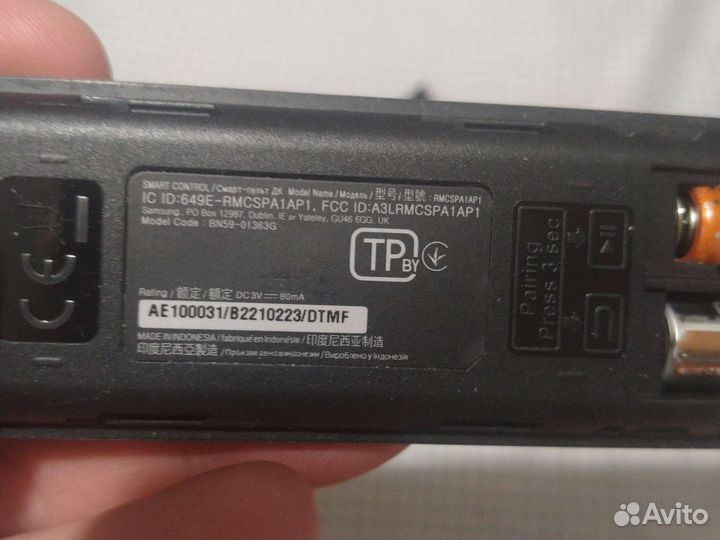 SMART CONTROL / Смарт-пульт ДК Model Name / Модель / 型号 / 型號 : RMCSPA1AP1
IC ID:649E-RMCSPA1AP1, FCC ID:A3LRMCSPA1AP1
Samsung, PO Box 12987, Dublin. IE or Yateley, GU46 6GG. UK
Model Code : BN59-01363G
TP BY
Rating / 額定 / 额定 DC 3V ⎓ 80mA
AE100031/B2210223/DTMF
MADE IN INDONESIA / fabriqué en Indonésie / 印度尼西亚制造
印度尼西亞製造 / Произведено в индонезии / Вироблено у Індонезія
CE
Pairing
Press 3 sec
Avito